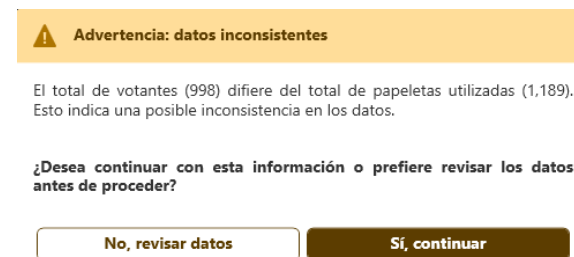 Advertencia: datos inconsistentes
El total de votantes (998) difiere del total de papeletas utilizadas (1,189).
Esto indica una posible inconsistencia en los datos.
¿Desea continuar con esta información o prefiere revisar los datos
antes de proceder?
No, revisar datos
Sí, continuar